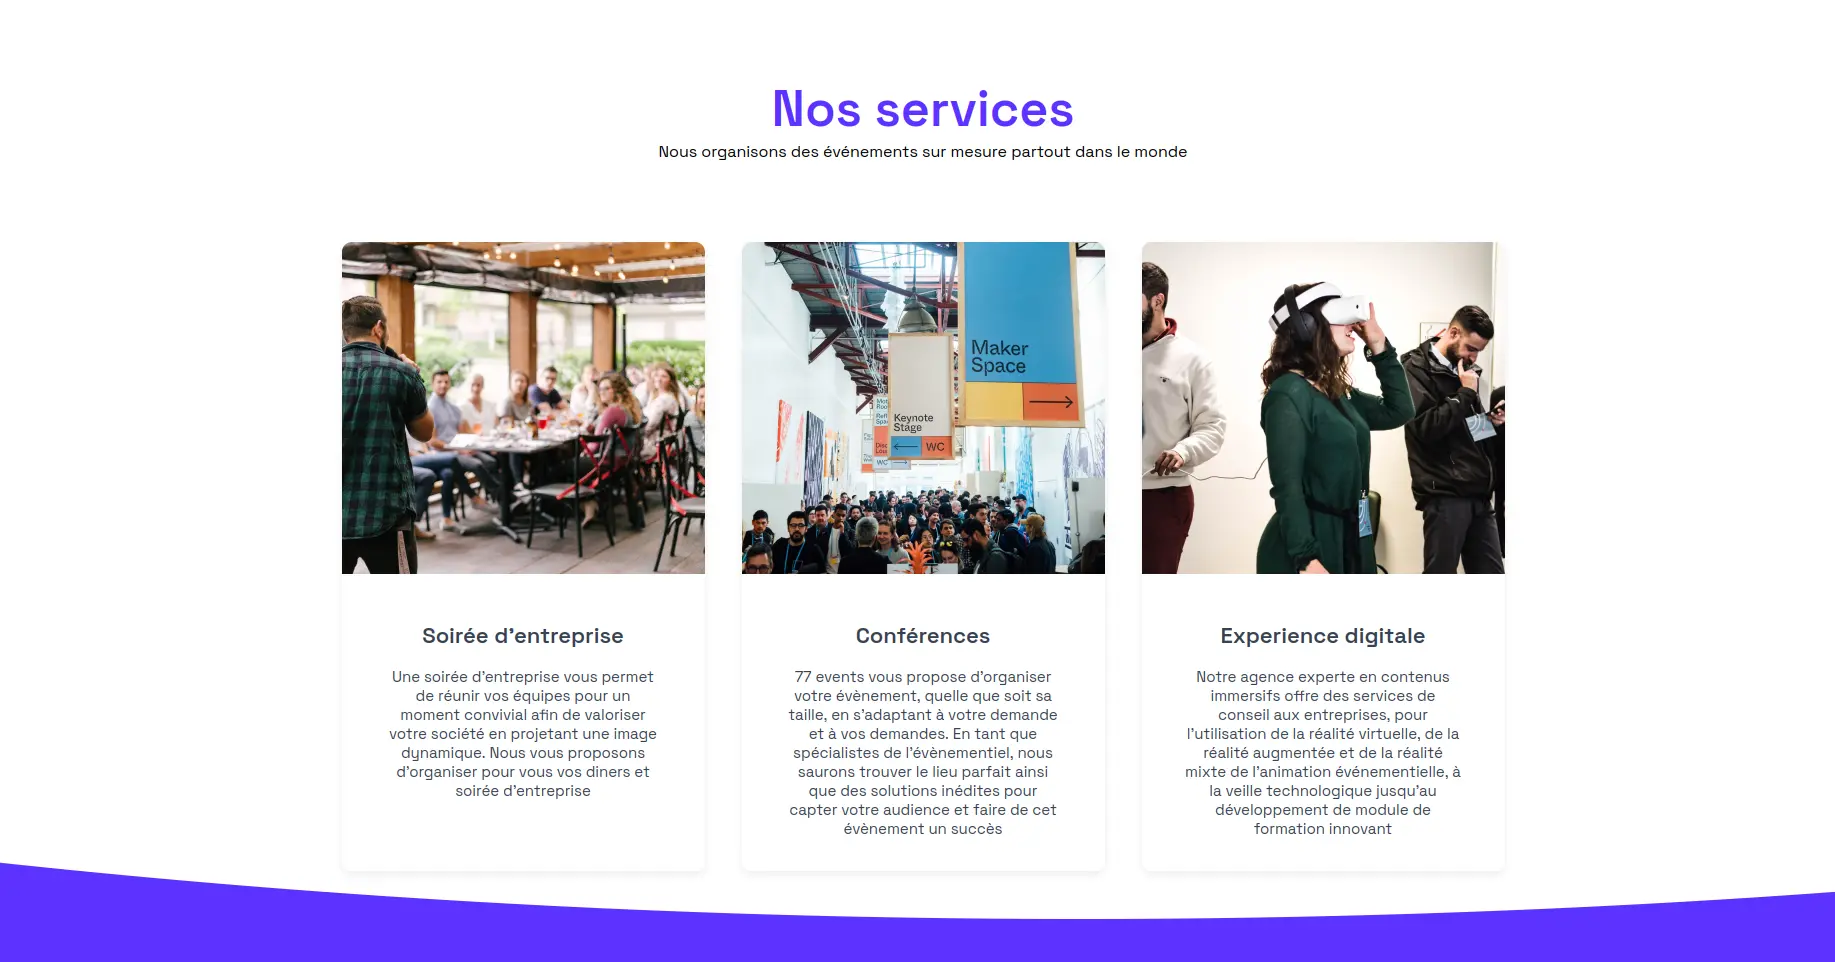 Nos services
Nous organisons des événements sur mesure partout dans le monde
Maker
Space
Keynote
Stage
WC
WC
Soirée d'entreprise
Une soirée d'entreprise vous permet
de réunir vos équipes pour un
moment convivial afin de valoriser
votre société en projetant une image
dynamique. Nous vous proposons
d'organiser pour vous vos diners et
soirée d'entreprise
Conférences
77 events vous propose d'organiser
votre évènement, quelle que soit sa
taille, en s'adaptant à votre demande
et à vos demandes. En tant que
spécialistes de l'évènementiel, nous
saurons trouver le lieu parfait ainsi
que des solutions inédites pour
capter votre audience et faire de cet
évènement un succès
Experience digitale
Notre agence experte en contenus
immersifs offre des services de
conseil aux entreprises, pour
l'utilisation de la réalité virtuelle, de la
réalité augmentée et de la réalité
mixte de l'animation événementielle, à
la veille technologique jusqu'au
développement de module de
formation innovant